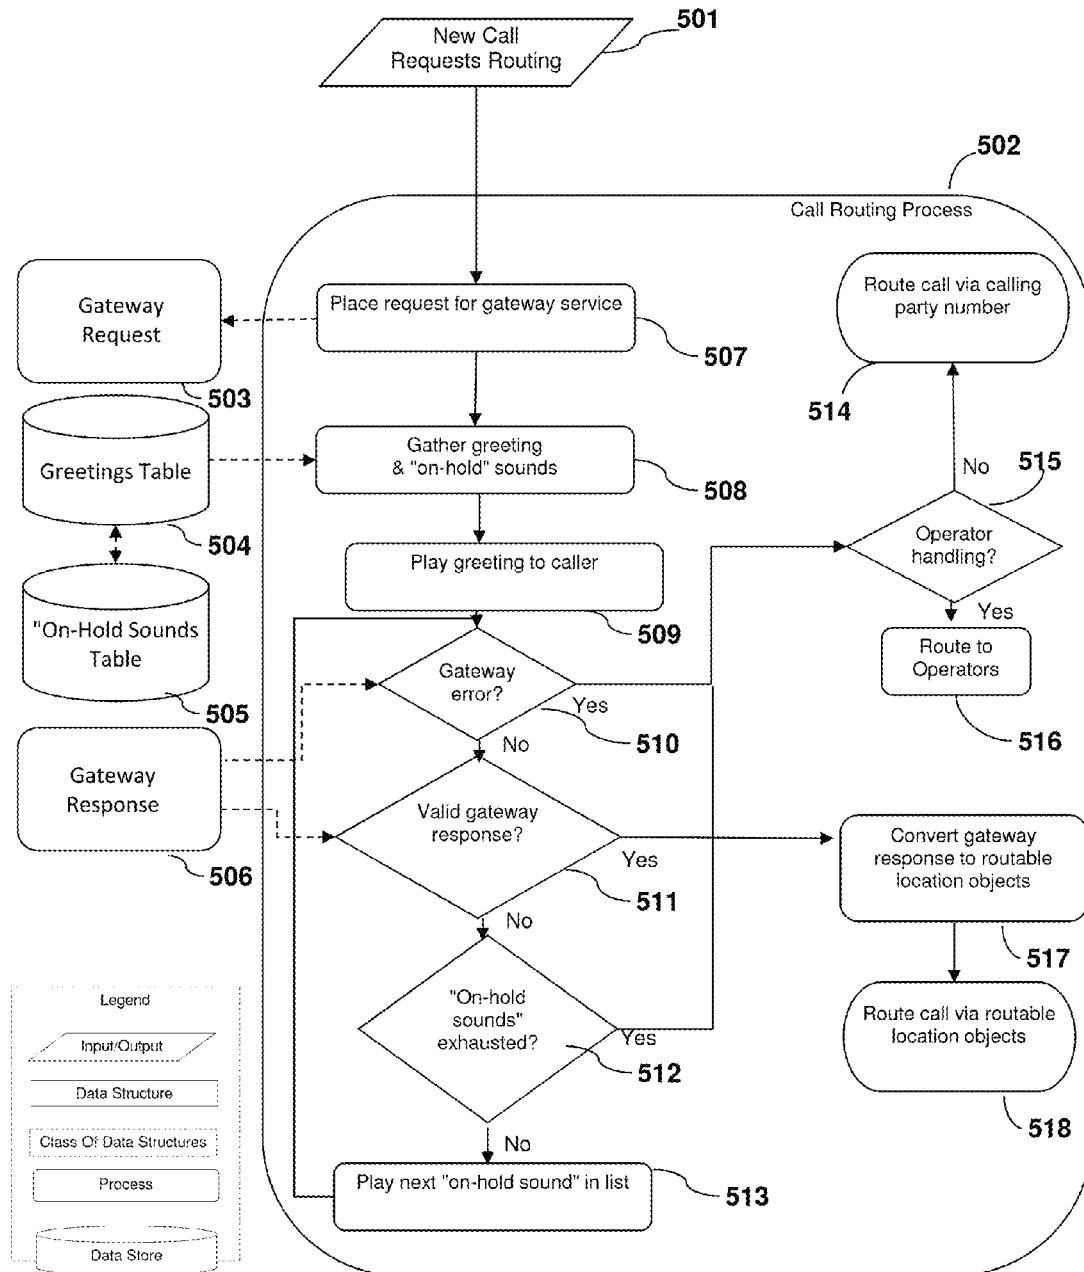 New Call
Requests Routing
501
502
Call Routing Process
Gateway
Request
503
Place request for gateway service
507
Route call via calling
party number
514
Greetings Table
504
Gather greeting
& "on-hold" sounds
508
No
515
Operator
handling?
Yes
Play greeting to caller
509
"On-Hold Sounds
Table
505
Route to
Operators
516
Gateway
error?
Yes
510
No
Gateway
Response
506
Valid gateway
response?
Yes
511
No
Convert gateway
response to routable
location objects
517
"On-hold
sounds"
exhausted?
Yes
512
No
Route call via routable
location objects
518
Play next "on-hold sound" in list
513
Legend
Input/Output
Data Structure
Class Of Data Structures
Process
Data Store